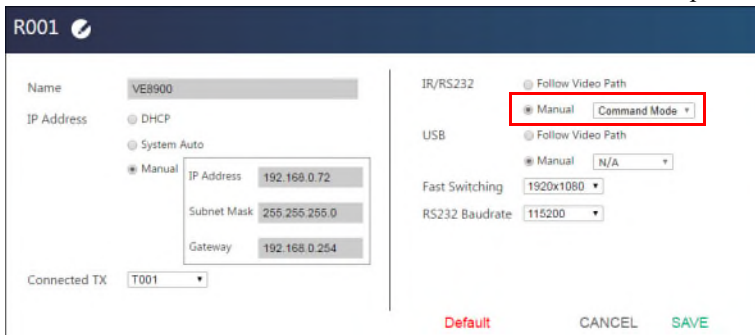 R001
Name VE8900
IP Address DHCP
System Auto
Manual
IP Address 192.168.0.72
Subnet Mask 255.255.255.0
Gateway 192.168.0.254
Connected TX T001
IR/RS232 Follow Video Path
Manual Command Mode
USB Follow Video Path
Manual N/A
Fast Switching 1920x1080
RS232 Baudrate 115200
Default CANCEL SAVE